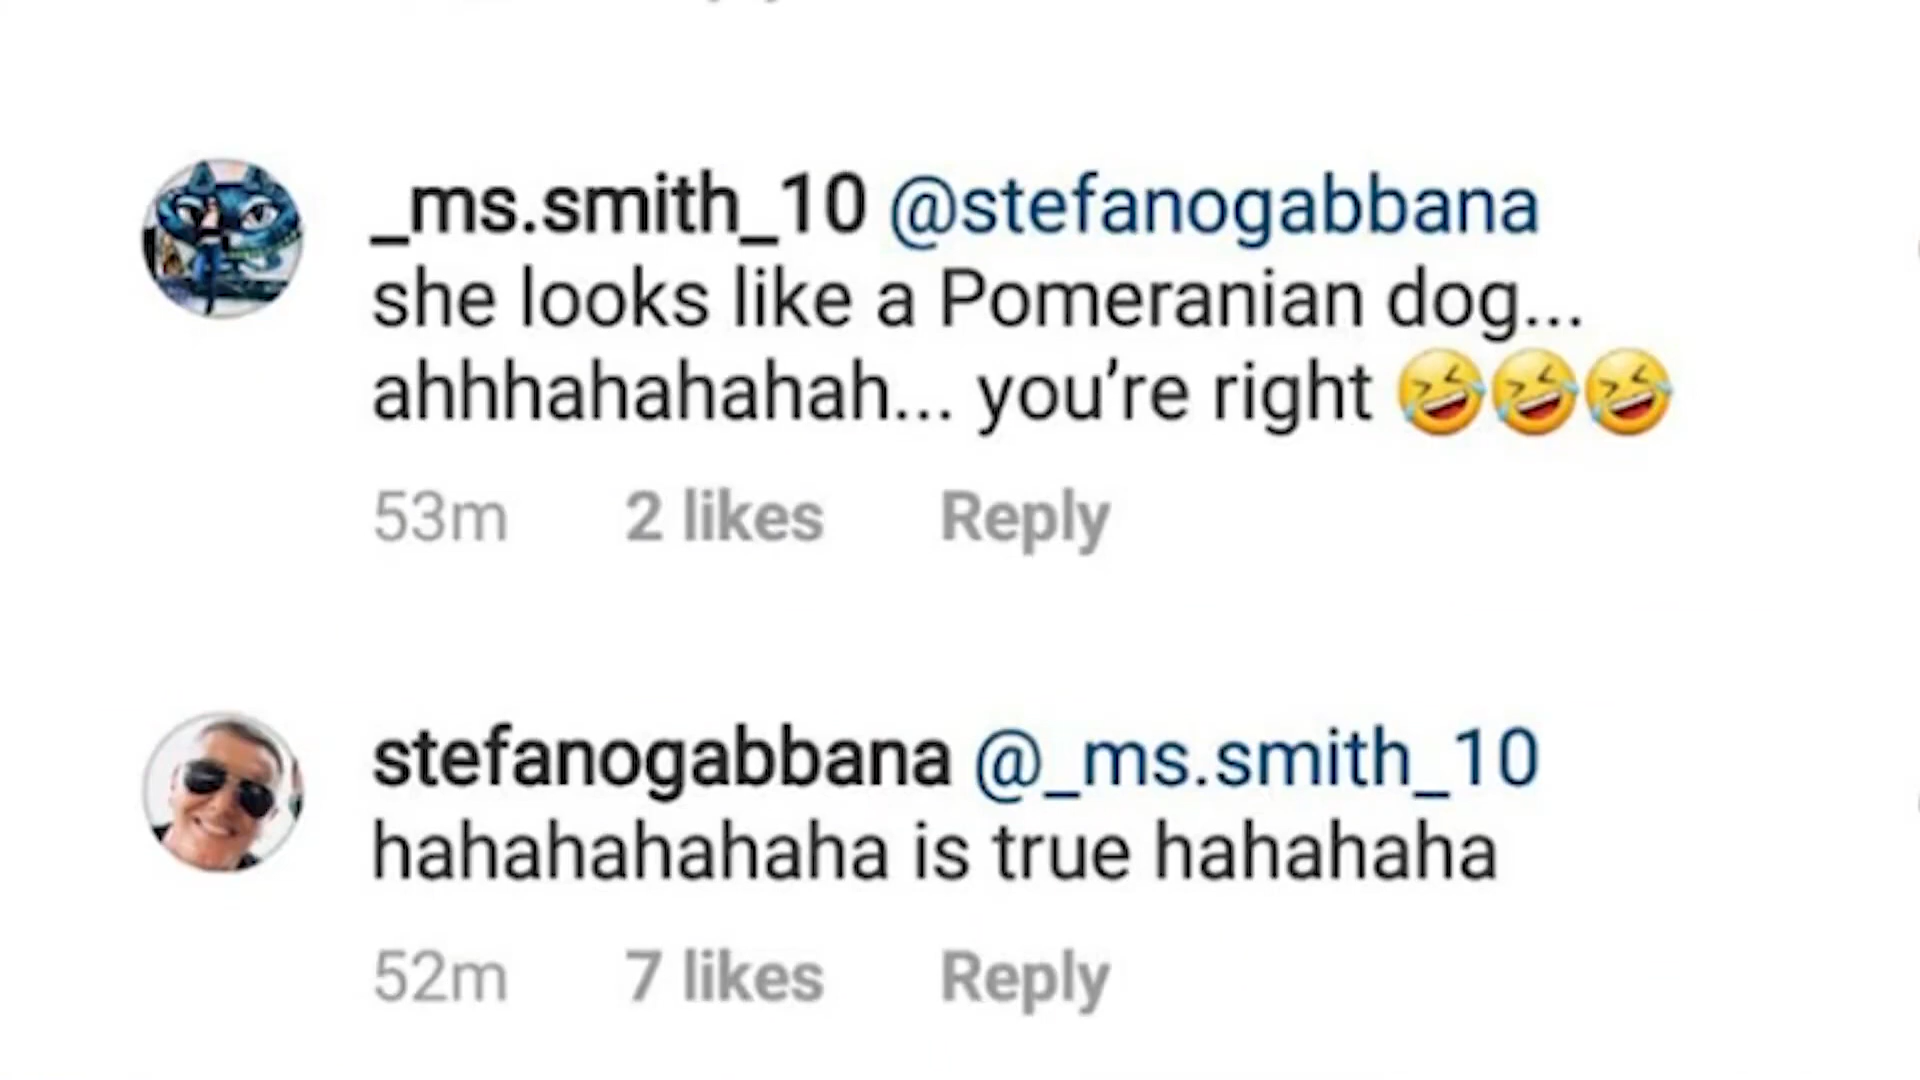 _ms.smith_10 @stefanogabbana
she looks like a Pomeranian dog...
ahhhahahahah... you're right 🤣🤣🤣
53m 2 likes Reply
stefanogabbana @_ms.smith_10
hahahahahaha is true hahahaha
52m 7 likes Reply